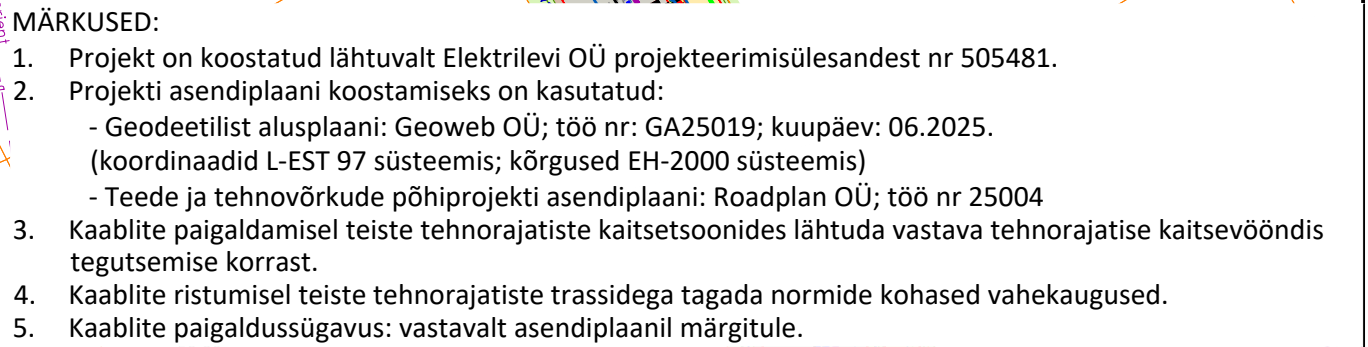 MÄRKUSED:
1. Projekt on koostatud lähtuvalt Elektrilevi OÜ projekteerimisülesandest nr 505481.
2. Projekti asendiplaani koostamiseks on kasutatud:
- Geodeetilist alusplaani: Geoweb OÜ; töö nr: GA25019; kuupäev: 06.2025.
(koordinaadid L-EST 97 süsteemis; kõrgused EH-2000 süsteemis)
- Teede ja tehnovõrkude põhiprojekti asendiplaani: Roadplan OÜ; töö nr 25004
3. Kaablite paigaldamisel teiste tehnorajatiste kaitsetsoonides lähtuda vastava tehnorajatise kaitsevööndis
tegutsemise korrast.
4. Kaablite ristumisel teiste tehnorajatiste trassidega tagada normide kohased vahekaugused.
5. Kaablite paigaldussügavus: vastavalt asendiplaanil märgitule.